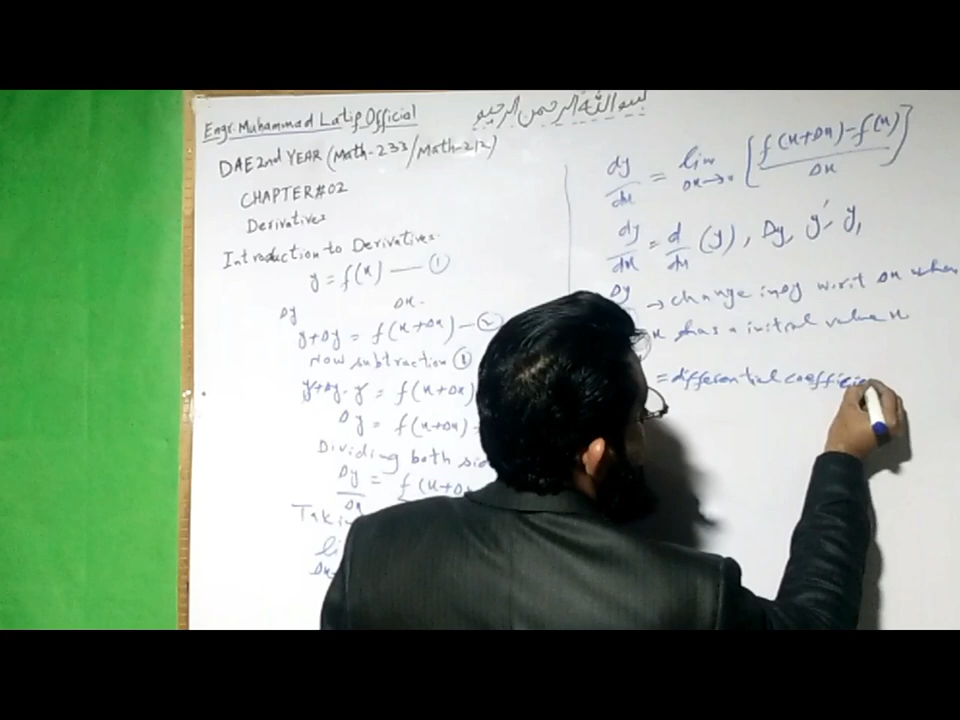 Engr. Muhammad Latip Official
بسم الله الرحمن الرحيم
DAE 2nd YEAR (Math-233/Math-212)
CHAPTER#02
Derivatives
Introduction to Derivatives.
y = f(x) — ①
Δy Δx.
y+Δy = f(x+Δx) — ②
Now subtraction ①
y+Δy-y = f(x+Δx)
Δy = f(x+Δx) -
Dividing both sid
Δy/Δx = f(x+Δx
Takin
li
Δx
dy/dx = lim Δx→0 [f(x+Δx)-f(x)/Δx]
dy/dx = d/dx (y), Dy, y′, y,
Δy → change in y w.r.t Δx when
x has a initial value x
= differential coefficie